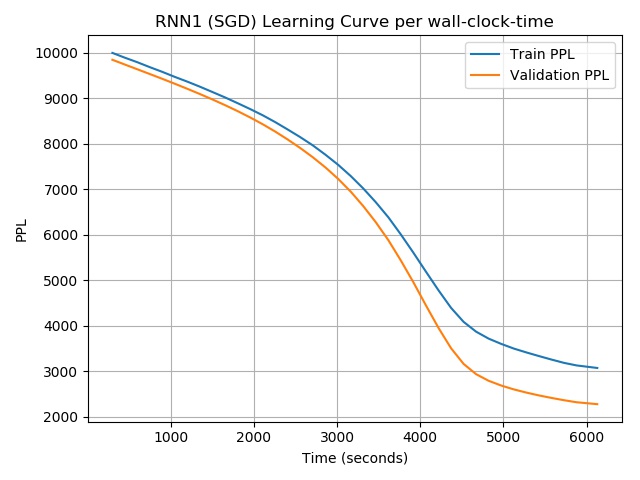 RNN1 (SGD) Learning Curve per wall-clock-time
Train PPL
Validation PPL
PPL
10000
9000
8000
7000
6000
5000
4000
3000
2000
1000 2000 3000 4000 5000 6000
Time (seconds)